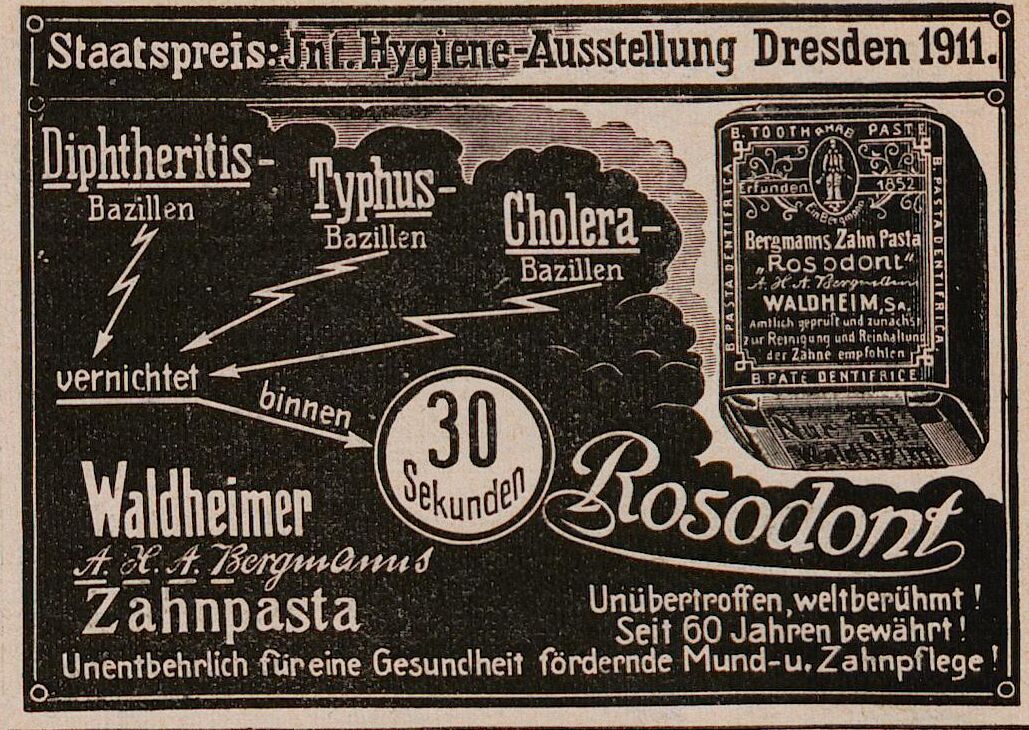 Staatspreis: Int. Hygiene-Ausstellung Dresden 1911.
Diphtheritis-
Bazillen
Typhus-
Bazillen
Cholera-
Bazillen
vernichtet
binnen
30
Sekunden
Waldheimer
A. H. A. Bergmanns
Zahnpasta
B. TOOTH PASTE
B. PASTA DENTIFRICA
B. PASTA DENTIFRICA.
B. PATE DENTIFRICE
Erfunden 1852
Ein Bergmann
Bergmanns Zahn Pasta
„Rosodont“
A. H. A. Bergmann
WALDHEIM, Sa.
Amtlich geprüft und zunächst
zur Reinigung und Reinhaltung
der Zähne empfohlen
Rosodont
Unübertroffen, weltberühmt!
Seit 60 Jahren bewährt!
Unentbehrlich für eine Gesundheit fördernde Mund-u. Zahnpflege!